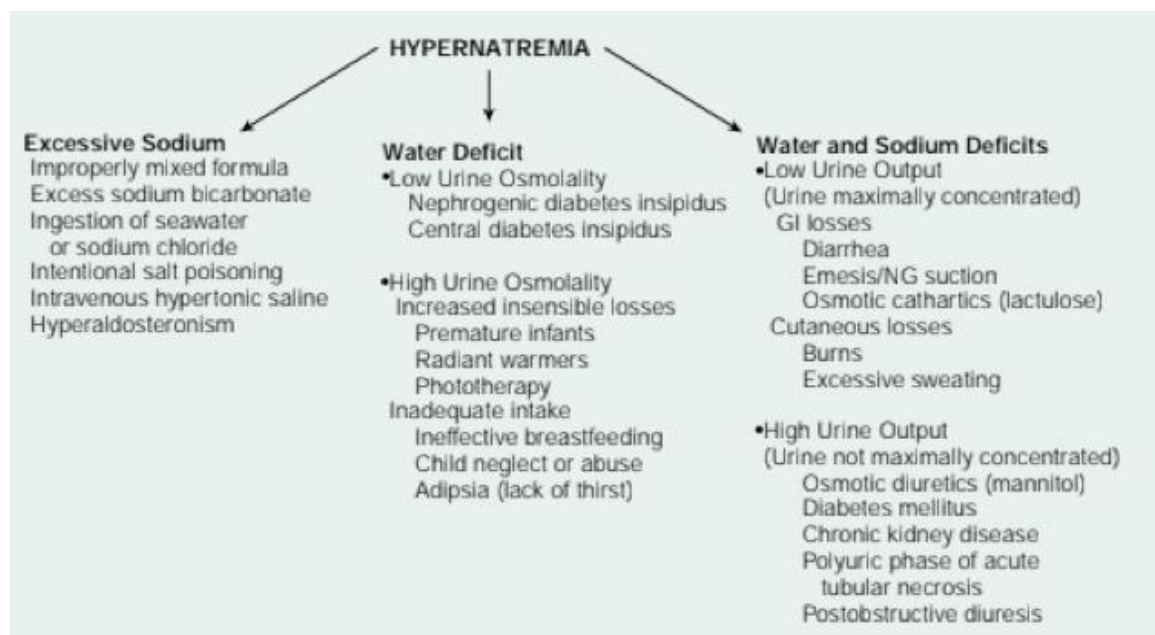 HYPERNATREMIA
Excessive Sodium
Improperly mixed formula
Excess sodium bicarbonate
Ingestion of seawater
or sodium chloride
Intentional salt poisoning
Intravenous hypertonic saline
Hyperaldosteronism
Water Deficit
•Low Urine Osmolality
Nephrogenic diabetes insipidus
Central diabetes insipidus
•High Urine Osmolality
Increased insensible losses
Premature infants
Radiant warmers
Phototherapy
Inadequate intake
Ineffective breastfeeding
Child neglect or abuse
Adipsia (lack of thirst)
Water and Sodium Deficits
•Low Urine Output
(Urine maximally concentrated)
GI losses
Diarrhea
Emesis/NG suction
Osmotic cathartics (lactulose)
Cutaneous losses
Burns
Excessive sweating
•High Urine Output
(Urine not maximally concentrated)
Osmotic diuretics (mannitol)
Diabetes mellitus
Chronic kidney disease
Polyuric phase of acute
tubular necrosis
Postobstructive diuresis